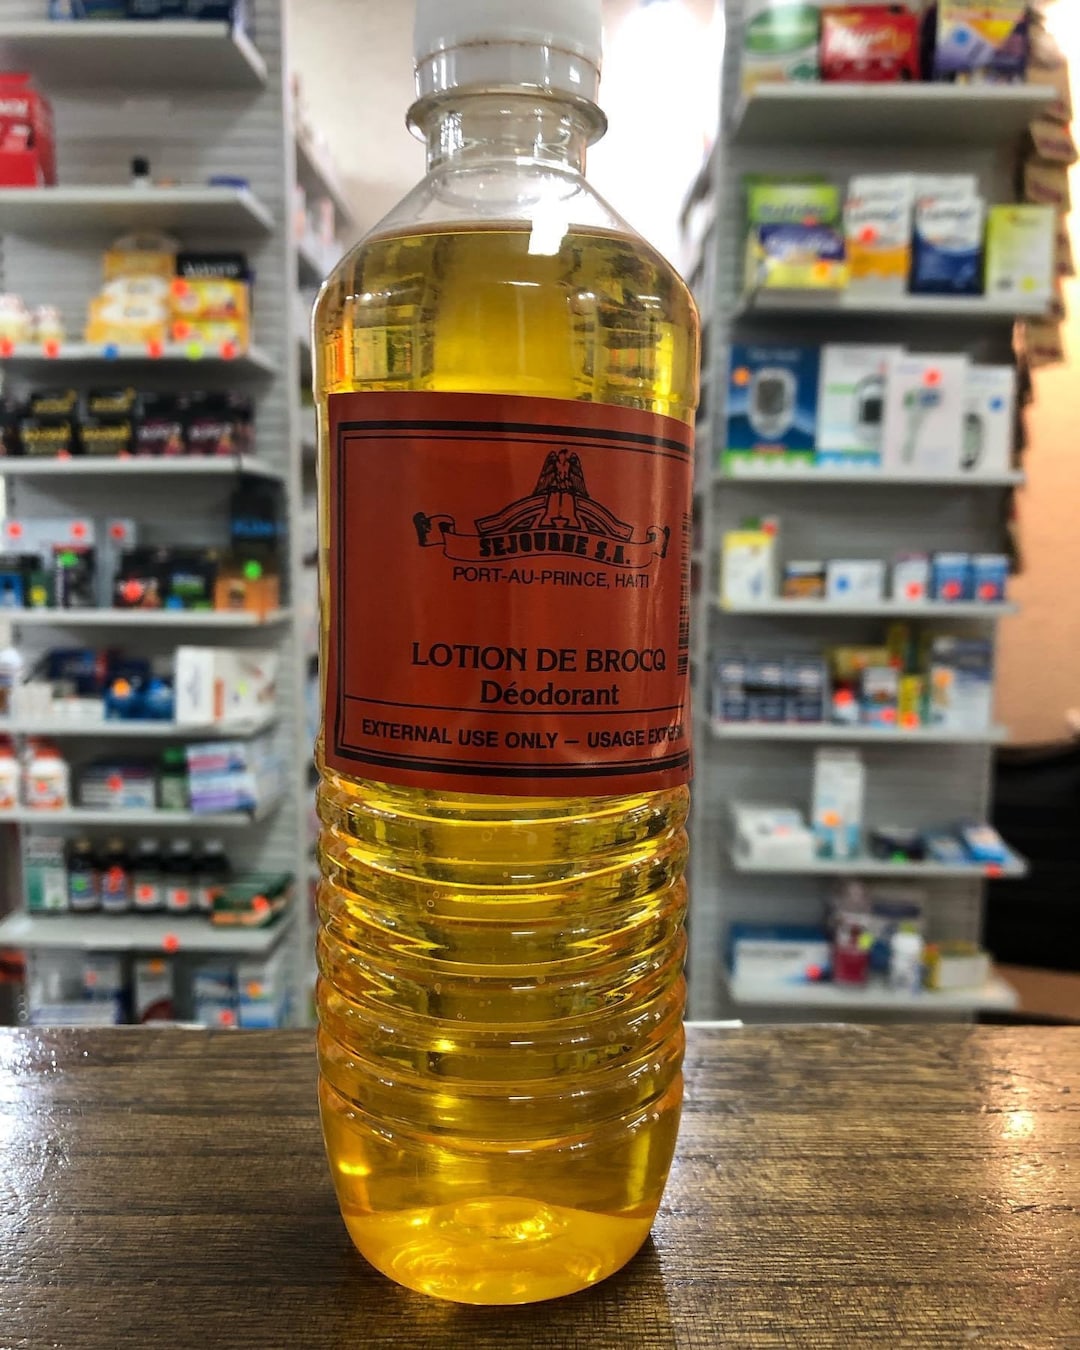 SEJOURNE S.A.
PORT-AU-PRINCE, HAITI
LOTION DE BROCQ
Déodorant
EXTERNAL USE ONLY – USAGE